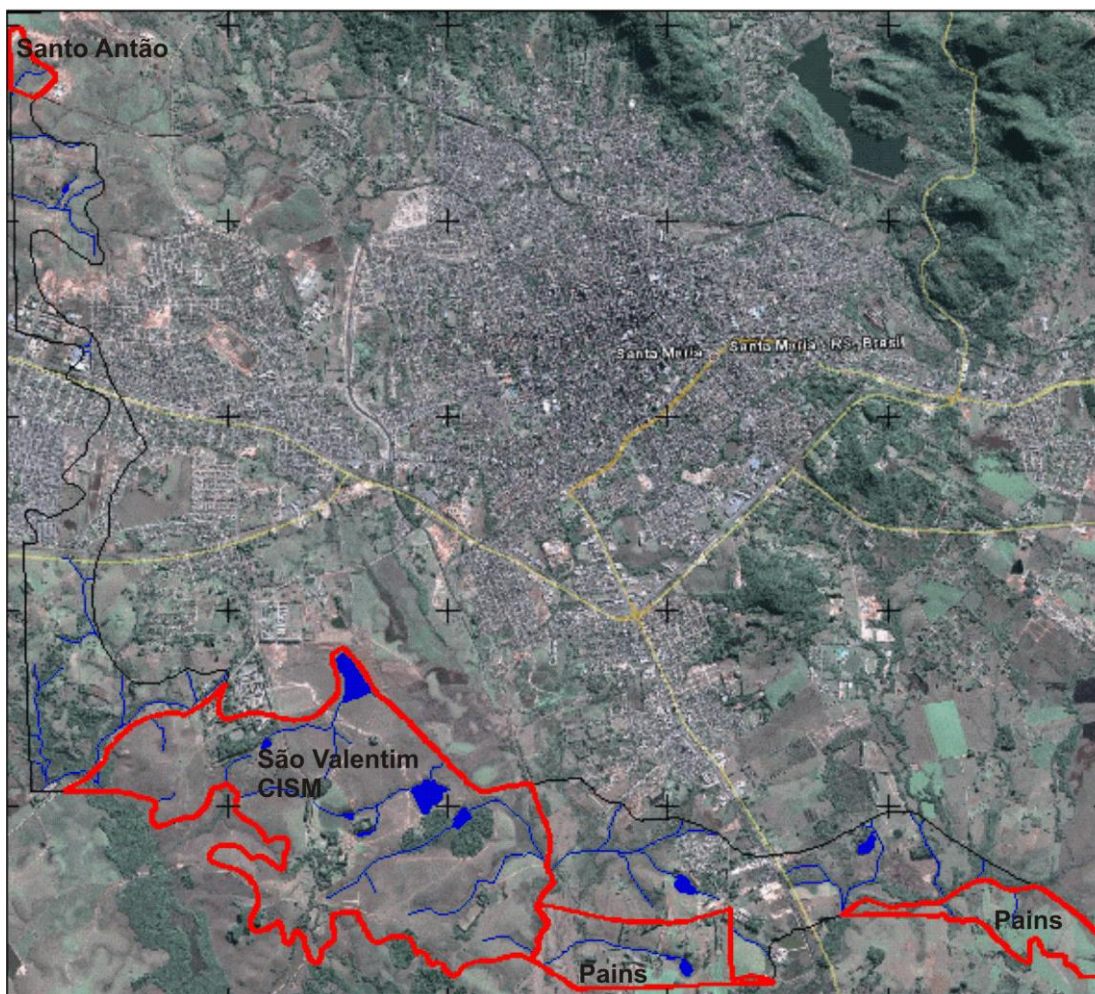 Santo Antão
Santa Maria
Santa Maria - RS, Brasil
São Valentim
CISM
Pains
Pains